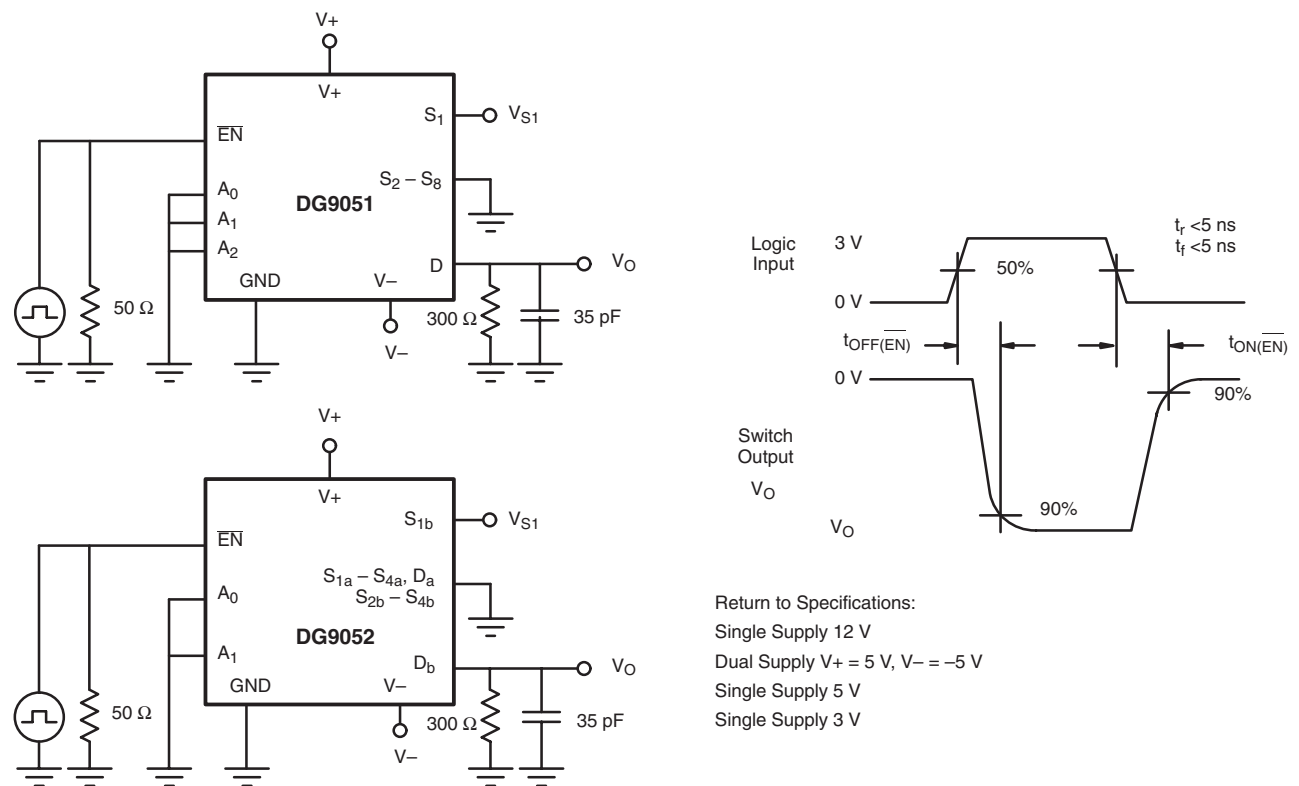 V+
V+
S1
VS1
EN
S2 – S8
A0
DG9051
A1
A2
D
VO
GND
V–
50 Ω
300 Ω
35 pF
V–
V+
V+
S1b
VS1
EN
S1a – S4a, Da
S2b – S4b
A0
DG9052
A1
Db
VO
GND
V–
50 Ω
300 Ω
35 pF
V–
Logic
Input
3 V
tr <5 ns
tf <5 ns
50%
0 V
tOFF(EN)
tON(EN)
0 V
90%
Switch
Output
VO
90%
VO
Return to Specifications:
Single Supply 12 V
Dual Supply V+ = 5 V, V– = –5 V
Single Supply 5 V
Single Supply 3 V